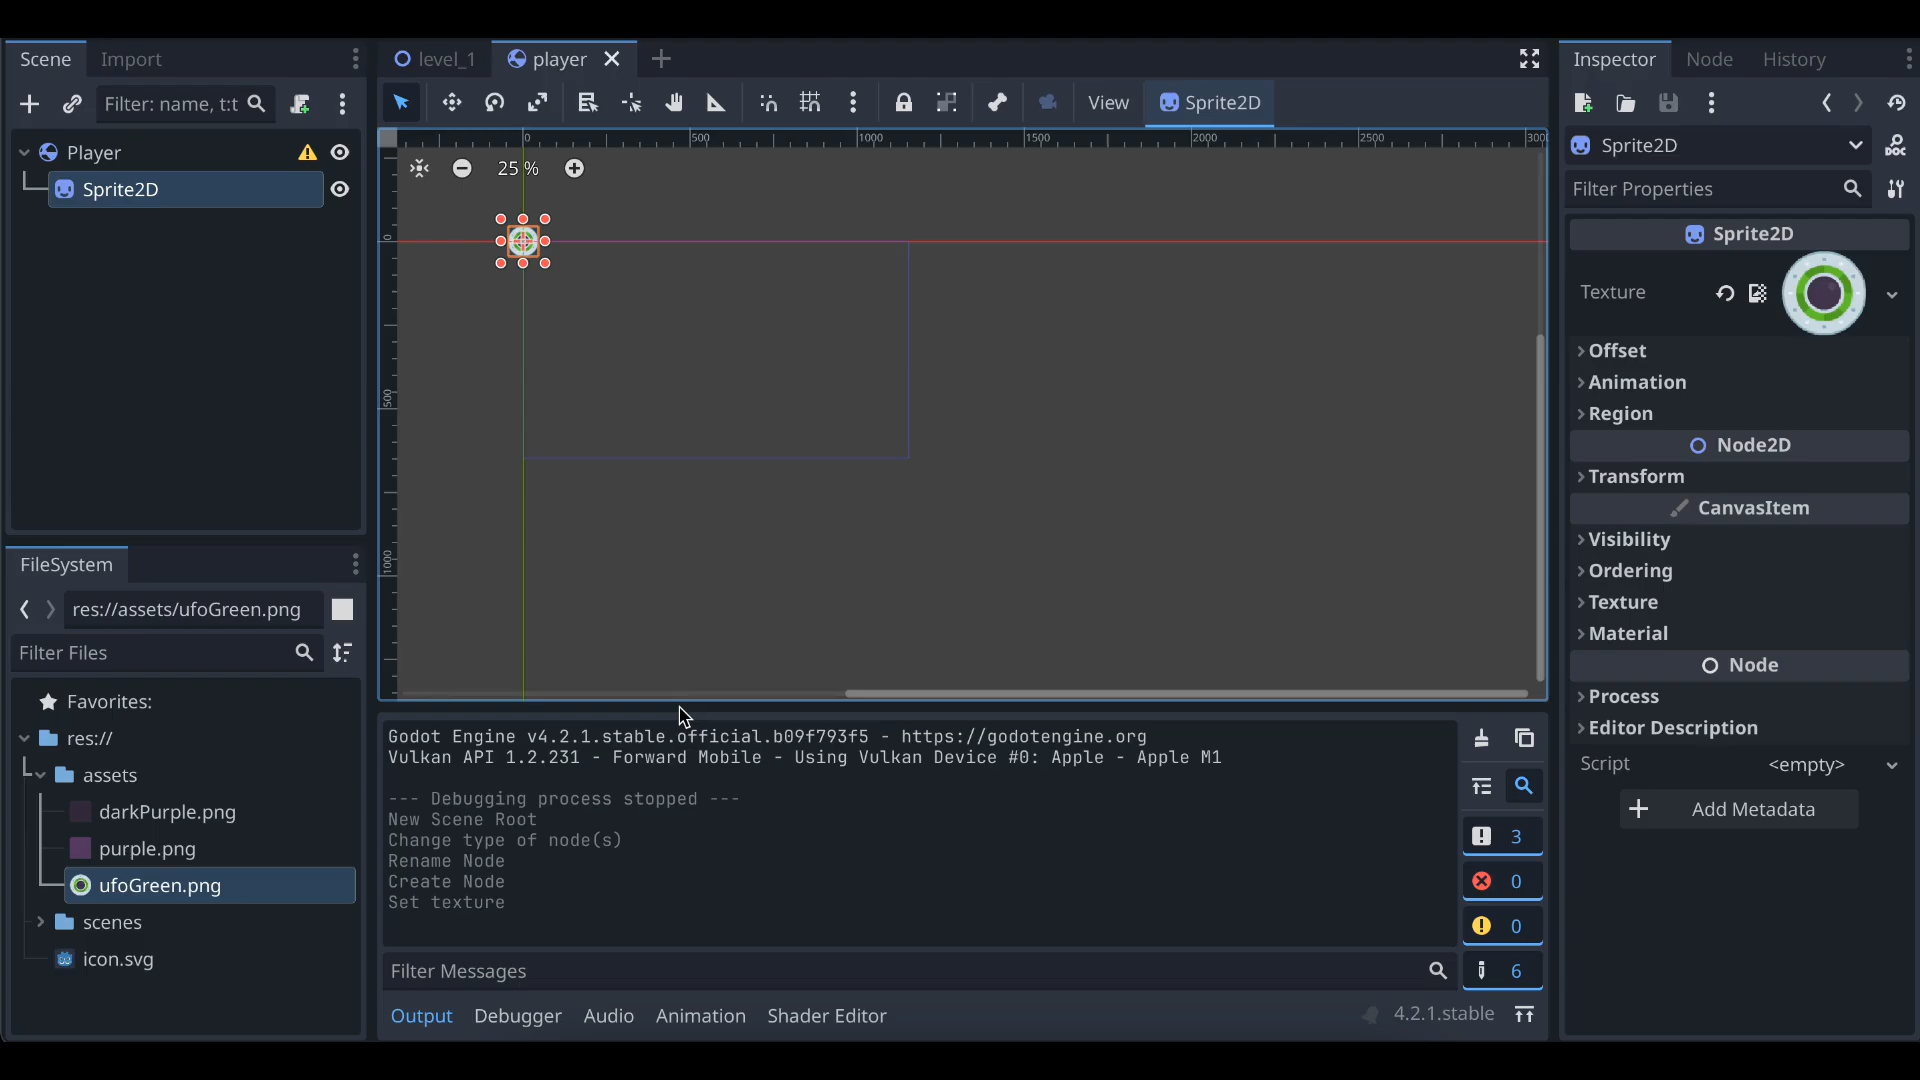 Scene
Import
Filter: name, t:t
Player
Sprite2D
FileSystem
res://assets/ufoGreen.png
Filter Files
Favorites:
res://
assets
darkPurple.png
purple.png
ufoGreen.png
scenes
icon.svg
level_1
player
View
Sprite2D
0
500
1000
1500
2000
2500
3000
25 %
0
500
1000
Godot Engine v4.2.1.stable.official.b09f793f5 - https://godotengine.org
Vulkan API 1.2.231 - Forward Mobile - Using Vulkan Device #0: Apple - Apple M1
--- Debugging process stopped ---
New Scene Root
Change type of node(s)
Rename Node
Create Node
Set texture
3
0
0
6
Filter Messages
Output
Debugger
Audio
Animation
Shader Editor
4.2.1.stable
Inspector
Node
History
Sprite2D
DOC
Filter Properties
Sprite2D
Texture
Offset
Animation
Region
Node2D
Transform
CanvasItem
Visibility
Ordering
Texture
Material
Node
Process
Editor Description
Script
<empty>
Add Metadata